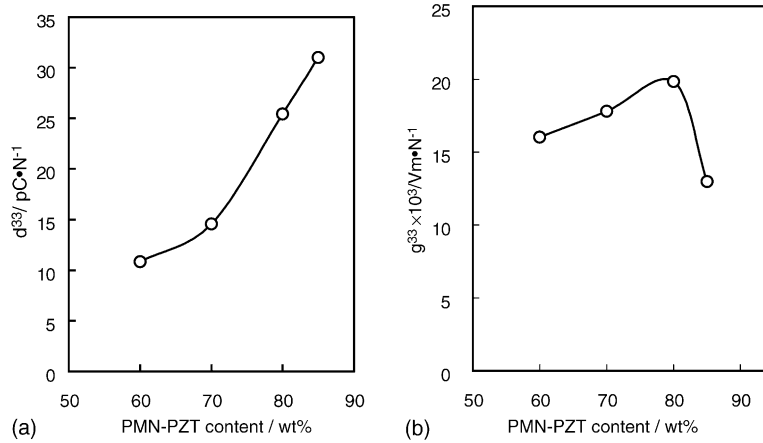 35
30
25
20
15
10
5
0
d³³/ pC•N⁻¹
50 60 70 80 90
(a) PMN-PZT content / wt%
25
20
15
10
5
0
g³³×10³/Vm•N⁻¹
50 60 70 80 90
(b) PMN-PZT content / wt%